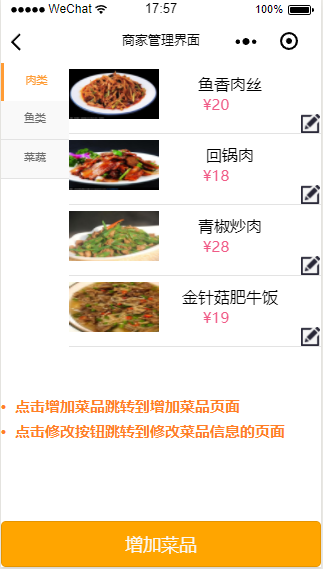 WeChat 17:57 100%
商家管理界面
肉类
鱼类
菜蔬
鱼香肉丝
¥20
回锅肉
¥18
青椒炒肉
¥28
金针菇肥牛饭
¥19
• 点击增加菜品跳转到增加菜品页面
• 点击修改按钮跳转到修改菜品信息的页面
增加菜品